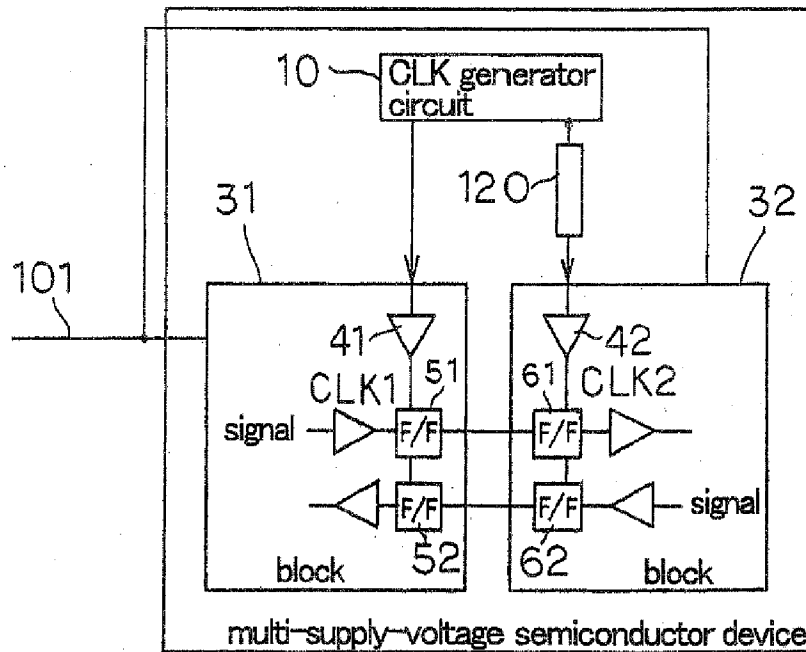 10
CLK generator
circuit
120
31
32
101
41
42
CLK1
51
61
CLK2
signal
F/F
F/F
F/F
F/F
signal
52
62
block
block
multi-supply-voltage semiconductor device